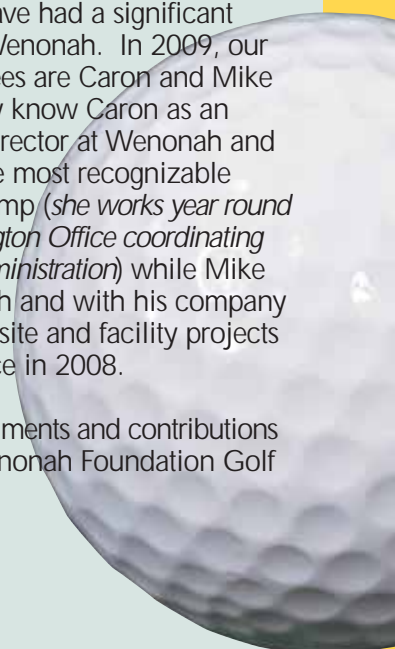 ave had a significant
Wenonah. In 2009, our
ees are Caron and Mike
y know Caron as an
rector at Wenonah and
e most recognizable
mp (she works year round
gton Office coordinating
ministration) while Mike
h and with his company
site and facility projects
ce in 2008.
ments and contributions
nonah Foundation Golf